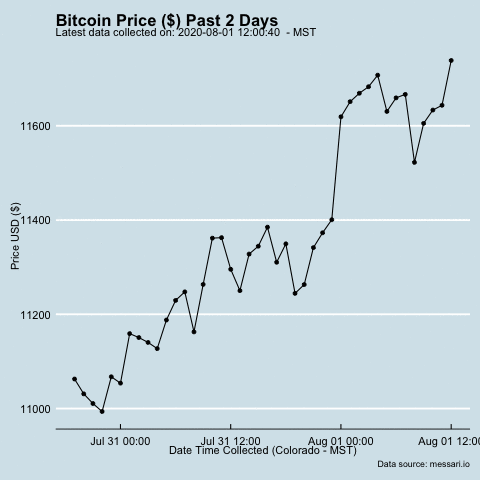 Bitcoin Price ($) Past 2 Days
Latest data collected on: 2020-08-01 12:00:40 - MST
11600
11400
11200
11000
Price USD ($)
Jul 31 00:00 Jul 31 12:00 Aug 01 00:00 Aug 01 12:00
Date Time Collected (Colorado - MST)
Data source: messari.io